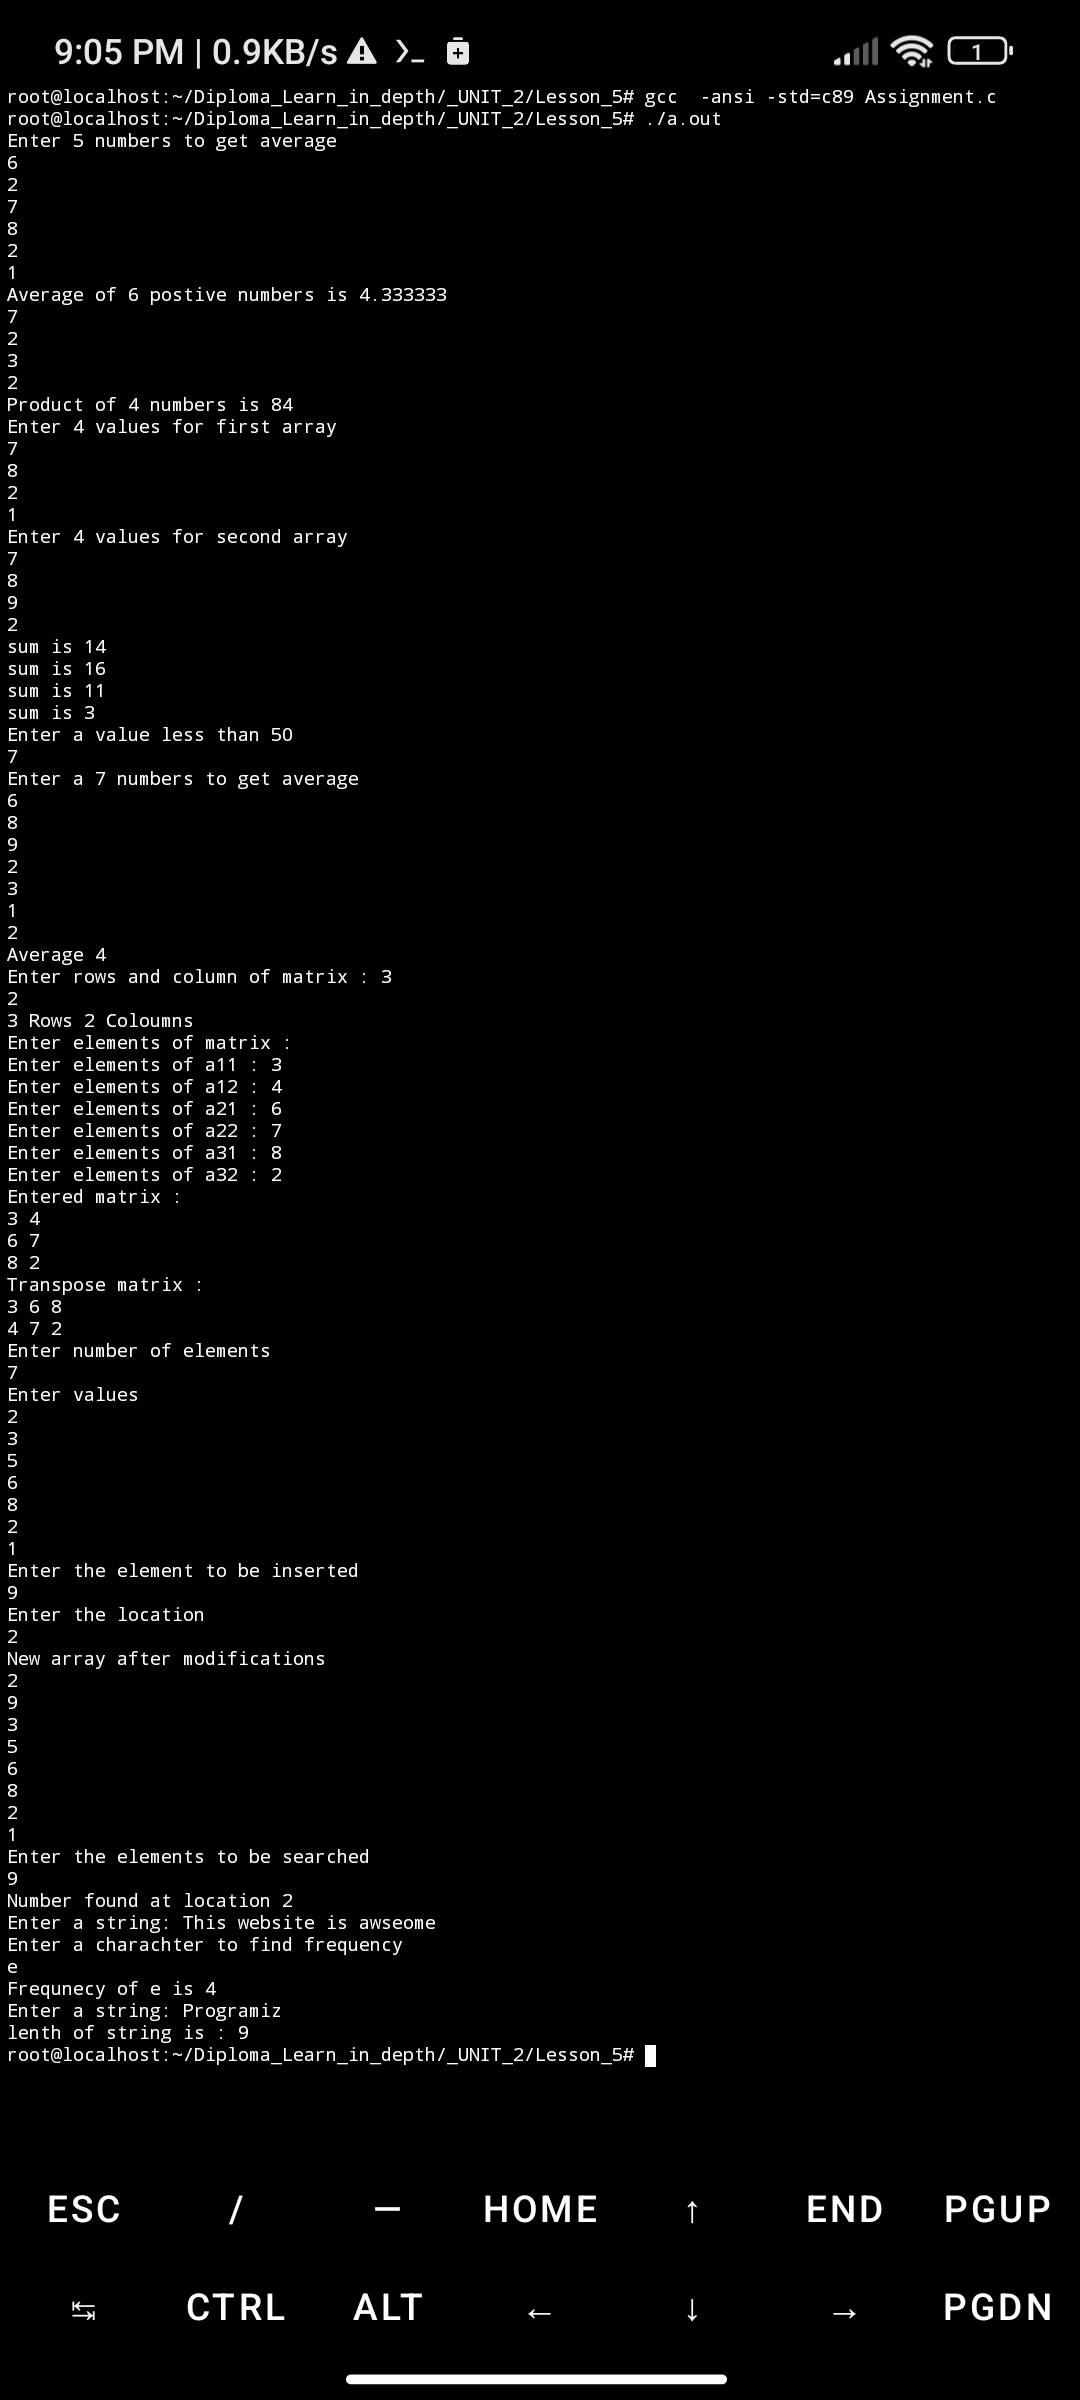 9:05 PM | 0.9KB/s
1
root@localhost:~/Diploma_Learn_in_depth/_UNIT_2/Lesson_5# gcc  -ansi -std=c89 Assignment.c
root@localhost:~/Diploma_Learn_in_depth/_UNIT_2/Lesson_5# ./a.out
Enter 5 numbers to get average
6
2
7
8
2
1
Average of 6 postive numbers is 4.333333
7
2
3
2
Product of 4 numbers is 84
Enter 4 values for first array
7
8
2
1
Enter 4 values for second array
7
8
9
2
sum is 14
sum is 16
sum is 11
sum is 3
Enter a value less than 50
7
Enter a 7 numbers to get average
6
8
9
2
3
1
2
Average 4
Enter rows and column of matrix : 3
2
3 Rows 2 Coloumns
Enter elements of matrix :
Enter elements of a11 : 3
Enter elements of a12 : 4
Enter elements of a21 : 6
Enter elements of a22 : 7
Enter elements of a31 : 8
Enter elements of a32 : 2
Entered matrix :
3 4
6 7
8 2
Transpose matrix :
3 6 8
4 7 2
Enter number of elements
7
Enter values
2
3
5
6
8
2
1
Enter the element to be inserted
9
Enter the location
2
New array after modifications
2
9
3
5
6
8
2
1
Enter the elements to be searched
9
Number found at location 2
Enter a string: This website is awseome
Enter a charachter to find frequency
e
Frequnecy of e is 4
Enter a string: Programiz
lenth of string is : 9
root@localhost:~/Diploma_Learn_in_depth/_UNIT_2/Lesson_5#
ESC / — HOME ↑ END PGUP
↹ CTRL ALT ← ↓ → PGDN